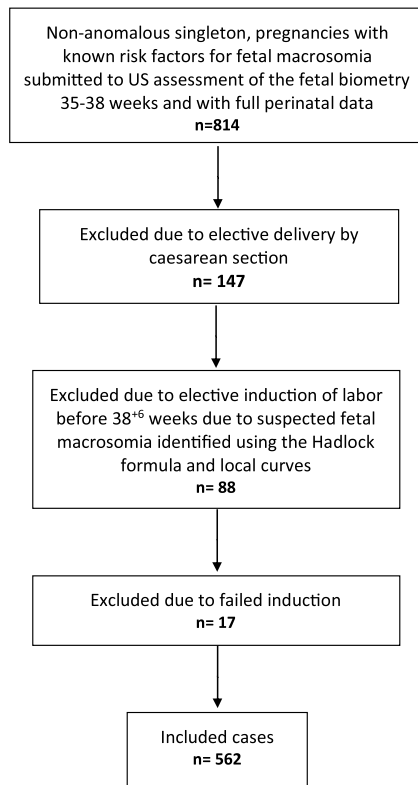 Non-anomalous singleton, pregnancies with
known risk factors for fetal macrosomia
submitted to US assessment of the fetal biometry
35-38 weeks and with full perinatal data
n=814
Excluded due to elective delivery by
caesarean section
n= 147
Excluded due to elective induction of labor
before 38⁺⁶ weeks due to suspected fetal
macrosomia identified using the Hadlock
formula and local curves
n= 88
Excluded due to failed induction
n= 17
Included cases
n= 562